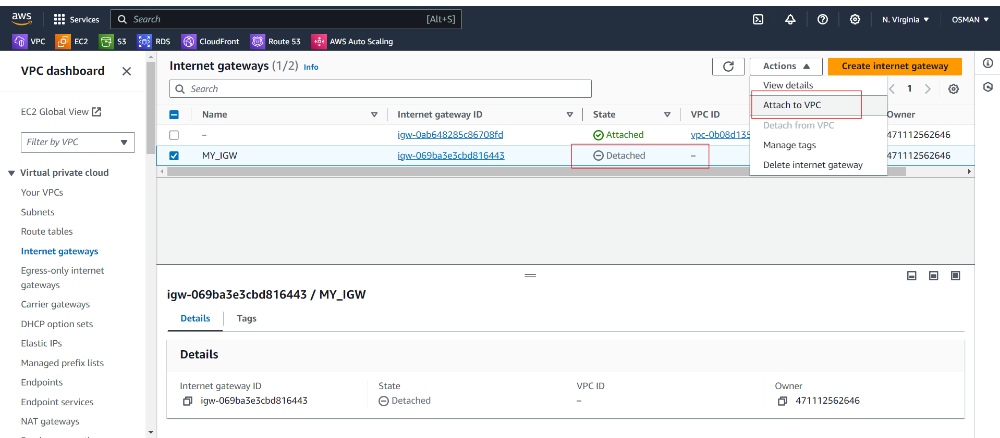 aws
Services
Search
[Alt+S]
N. Virginia
OSMAN
VPC
EC2
S3
RDS
CloudFront
Route 53
AWS Auto Scaling
VPC dashboard
EC2 Global View
Filter by VPC
Virtual private cloud
Your VPCs
Subnets
Route tables
Internet gateways
Egress-only internet
gateways
Carrier gateways
DHCP option sets
Elastic IPs
Managed prefix lists
Endpoints
Endpoint services
NAT gateways
Internet gateways (1/2) Info
Actions
Create internet gateway
Search
1
View details
Attach to VPC
Detach from VPC
Manage tags
Delete internet gateway
Name
Internet gateway ID
State
VPC ID
Owner
–
igw-0ab648285c86708fd
Attached
vpc-0b08d135
471112562646
MY_IGW
igw-069ba3e3cbd816443
Detached
–
471112562646
igw-069ba3e3cbd816443 / MY_IGW
Details
Tags
Details
Internet gateway ID
igw-069ba3e3cbd816443
State
Detached
VPC ID
–
Owner
471112562646